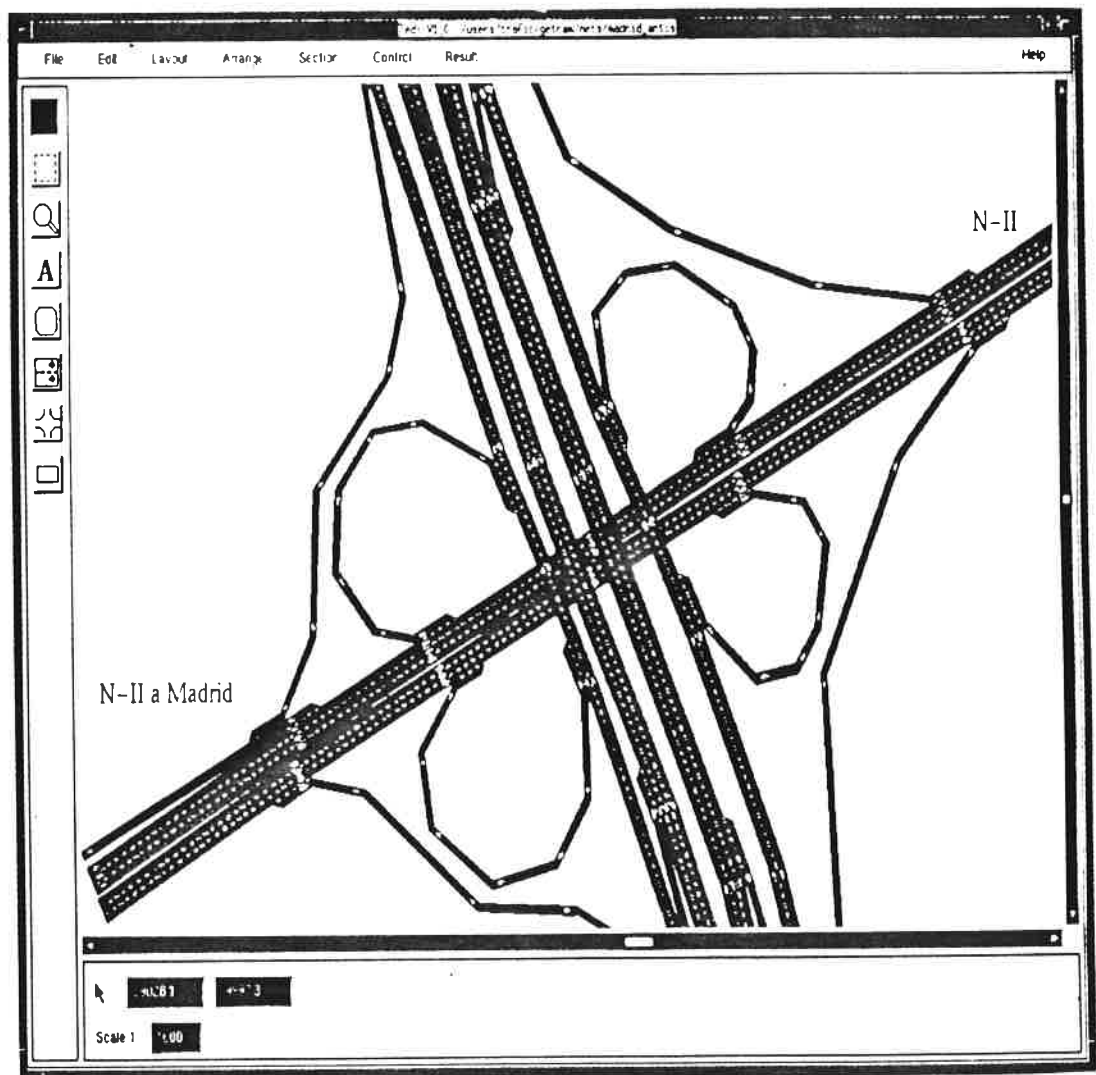 File Edit Layout Arrange Section Control Result Help
A
N-II
N-II a Madrid
Scale 1